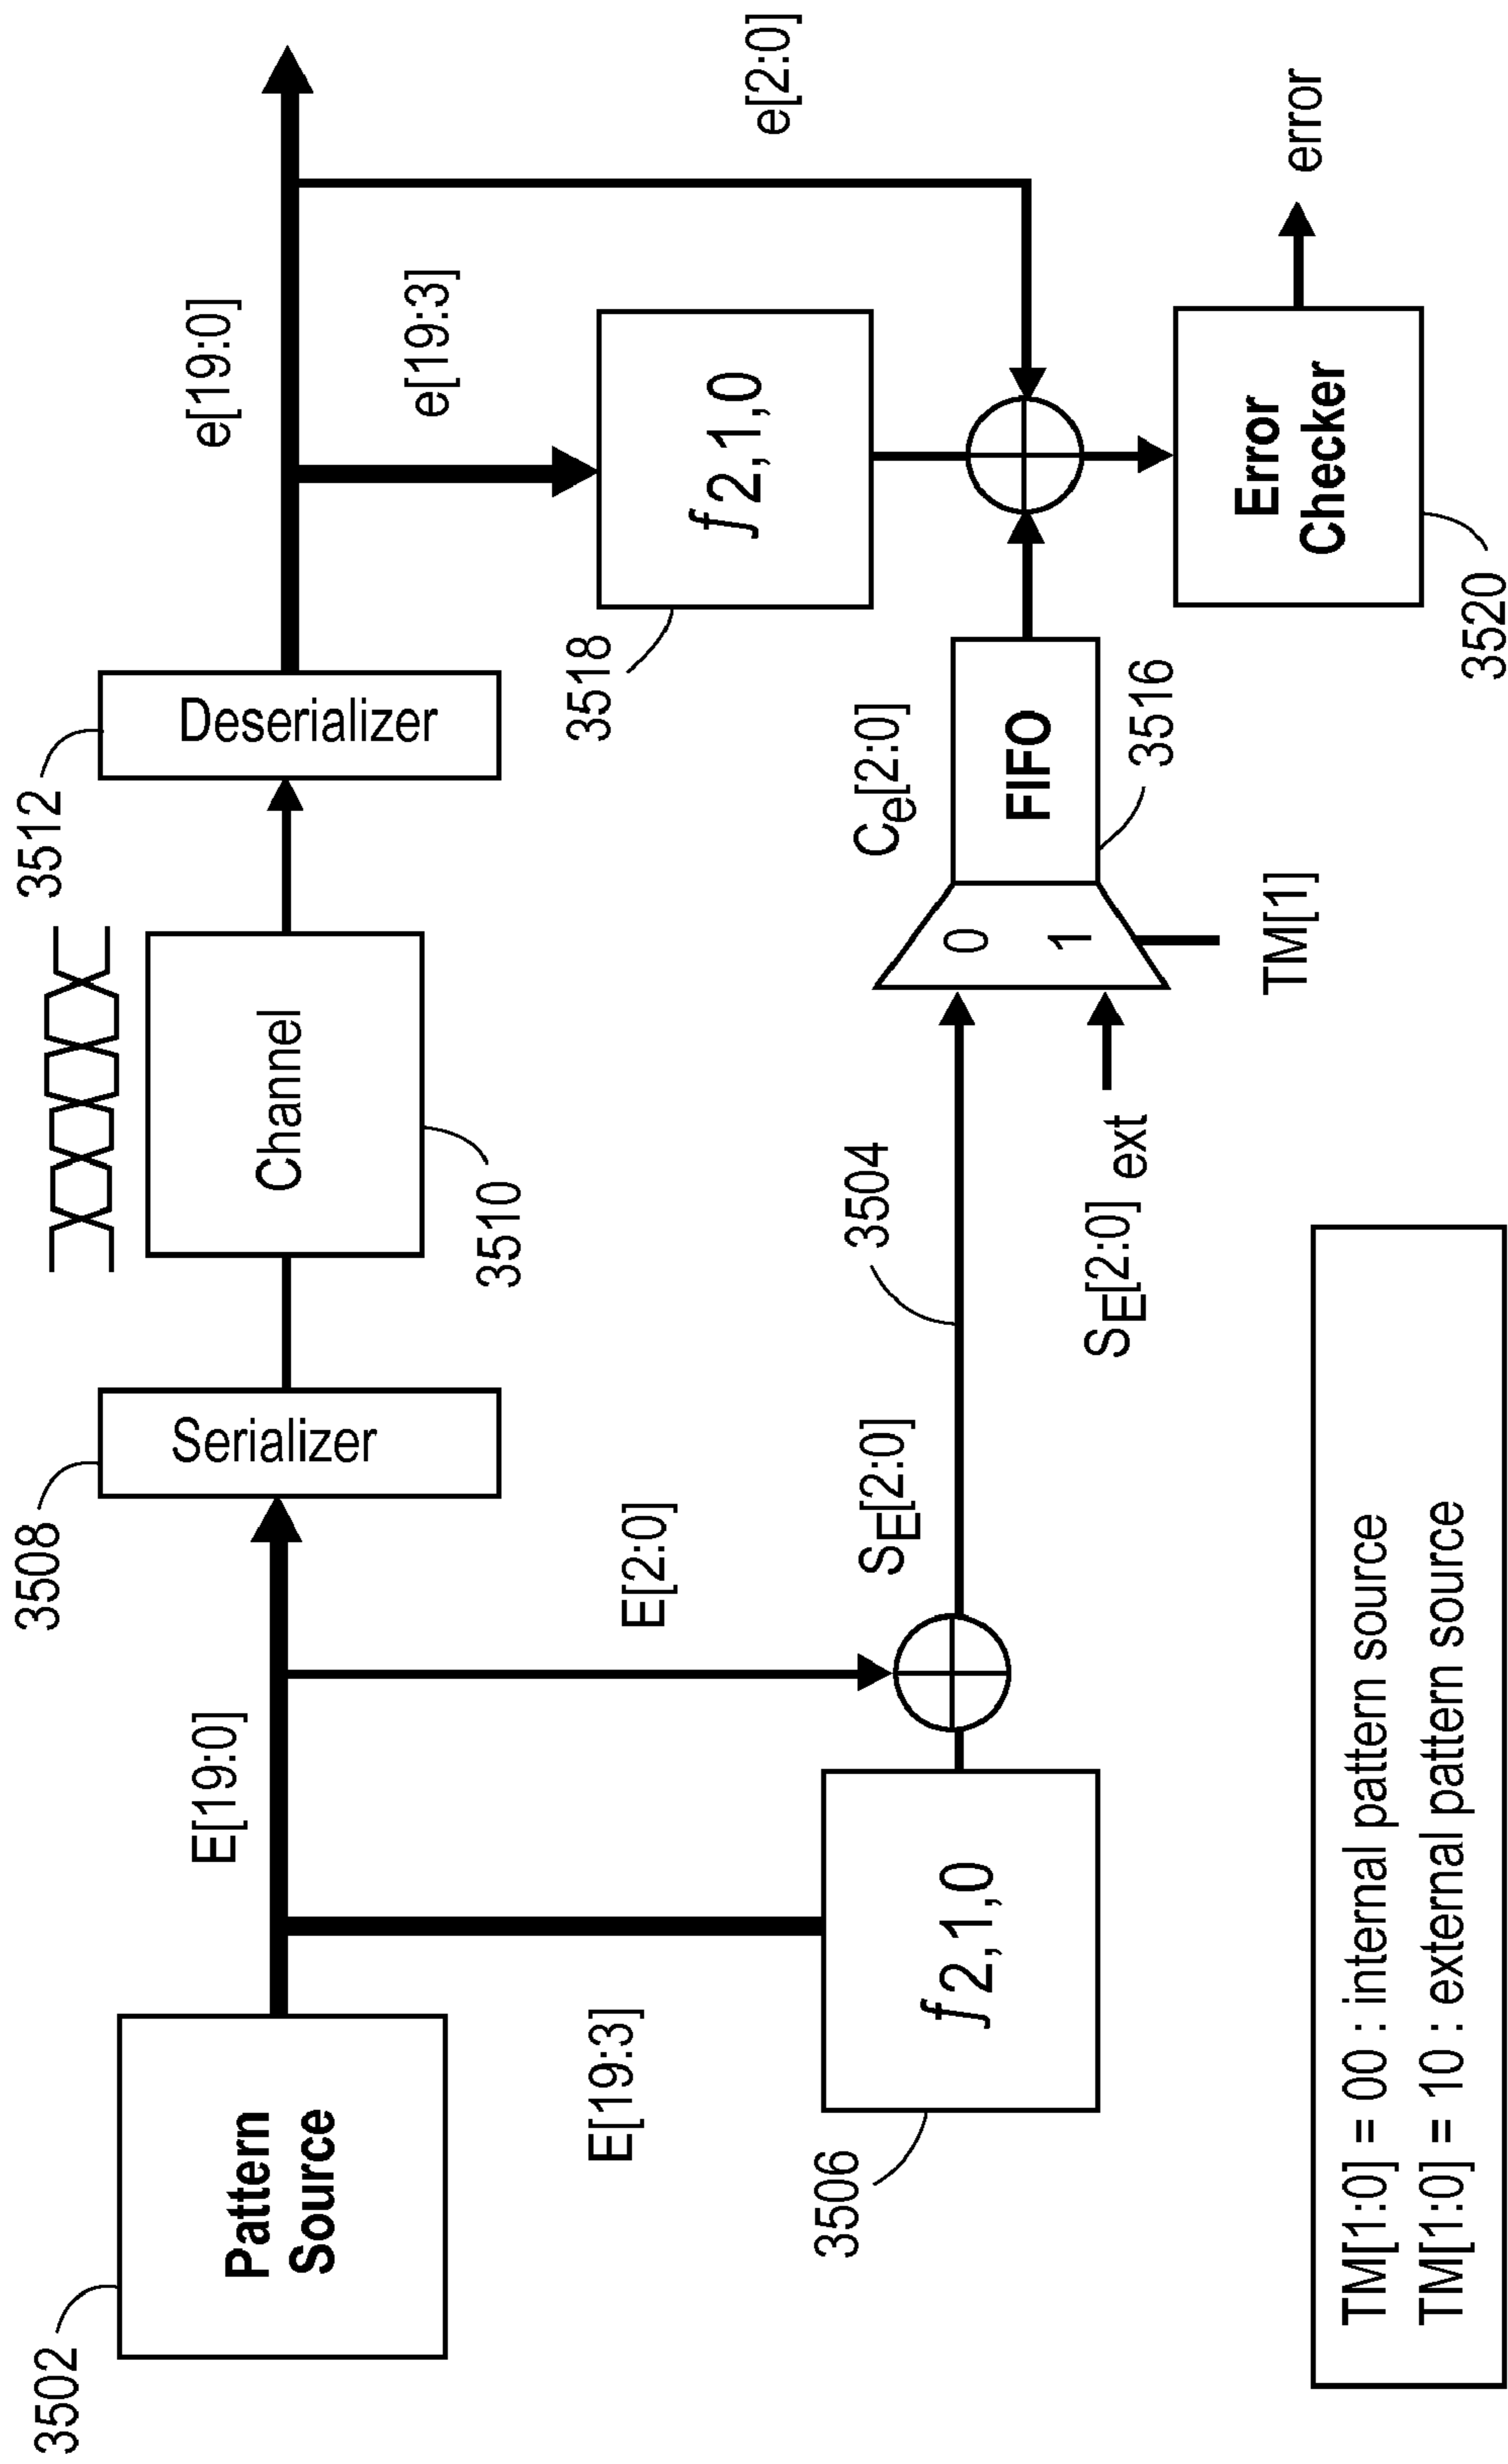 3502
Pattern
Source
E[19:0]
3508
Serializer
3510
Channel
3512
Deserializer
e[19:0]
E[19:3]
E[2:0]
e[19:3]
e[2:0]
3506
f2,1,0
SE[2:0]
3504
SE[2:0] ext
0
1
TM[1]
Ce[2:0]
FIFO
3516
3518
f2,1,0
Error
Checker
3520
error
TM[1:0] = 00 : internal pattern source
TM[1:0] = 10 : external pattern source